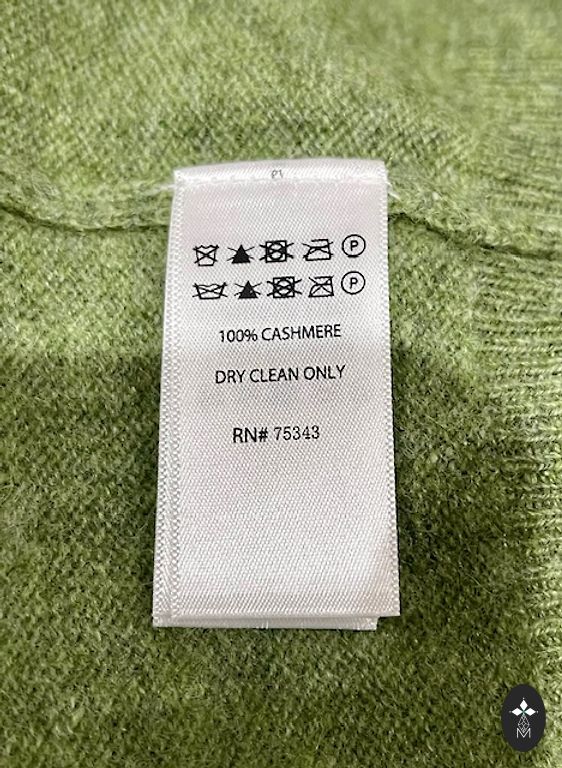 P
P
100% CASHMERE
DRY CLEAN ONLY
RN# 75343
M